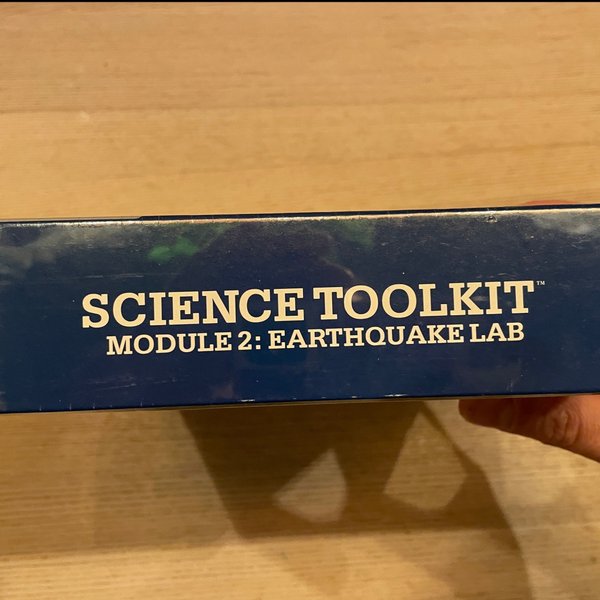 SCIENCE TOOLKIT™
MODULE 2: EARTHQUAKE LAB